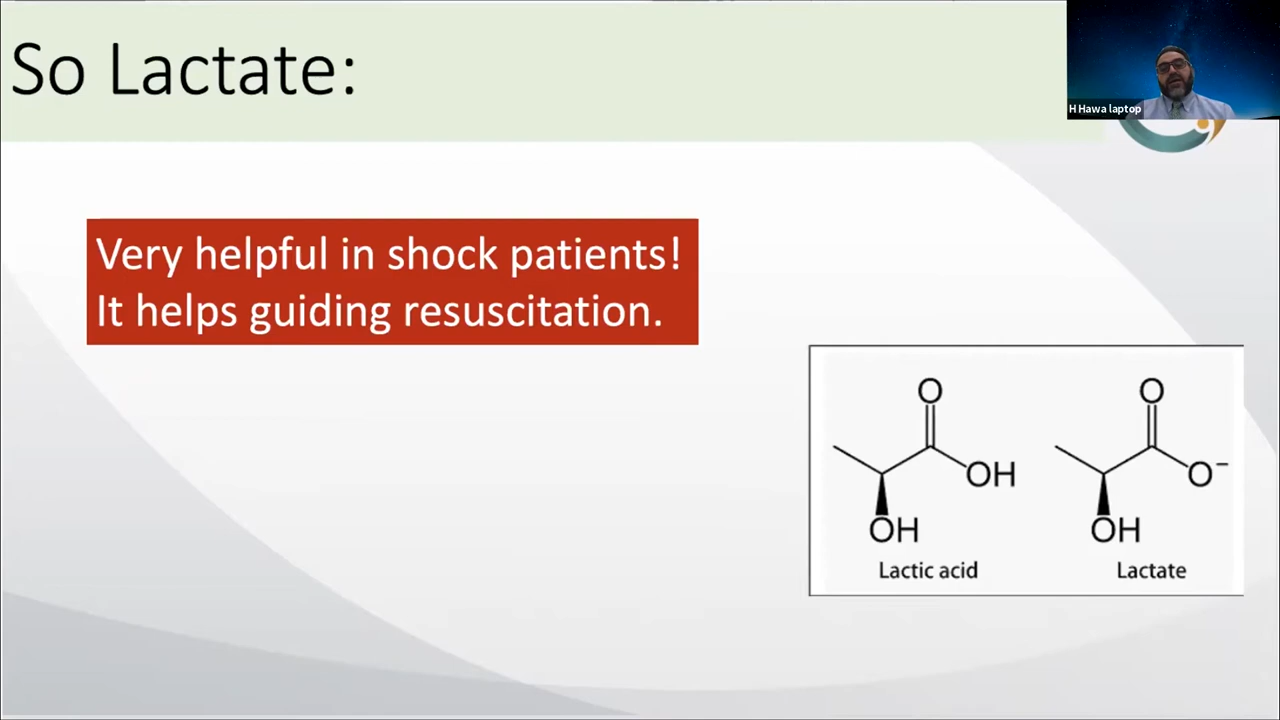 So Lactate:
H Hawa laptop
Very helpful in shock patients!
It helps guiding resuscitation.
O
OH
OH
Lactic acid
O
O⁻
OH
Lactate